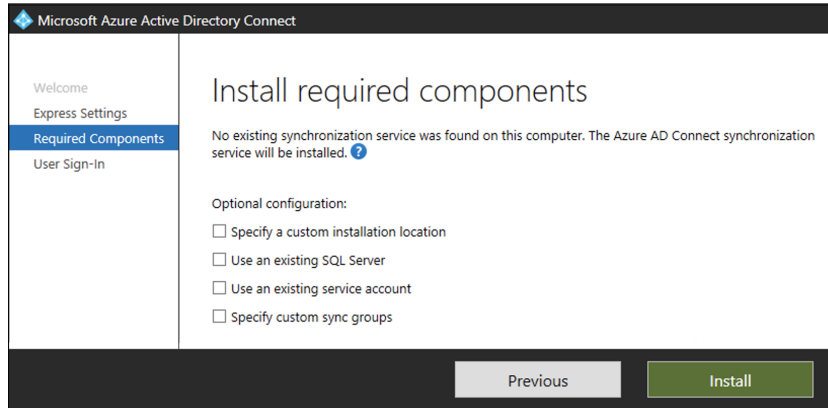 Microsoft Azure Active Directory Connect
Welcome
Express Settings
Required Components
User Sign-In
Install required components
No existing synchronization service was found on this computer. The Azure AD Connect synchronization
service will be installed. ?
Optional configuration:
Specify a custom installation location
Use an existing SQL Server
Use an existing service account
Specify custom sync groups
Previous
Install